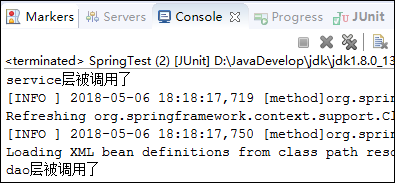 Markers Servers Console Progress JUnit
<terminated> SpringTest (2) [JUnit] D:\JavaDevelop\jdk\jdk1.8.0_13
service层被调用了
[INFO ] 2018-05-06 18:18:17,719 [method]org.sprin
Refreshing org.springframework.context.support.Cl
[INFO ] 2018-05-06 18:18:17,750 [method]org.sprin
Loading XML bean definitions from class path reso
dao层被调用了